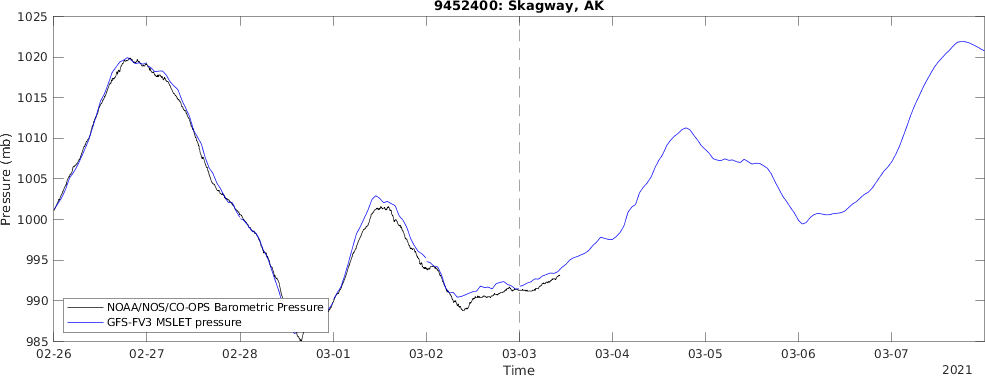 9452400: Skagway, AK
1025
1020
1015
1010
1005
1000
995
990
985
Pressure (mb)
NOAA/NOS/CO-OPS Barometric Pressure
GFS-FV3 MSLET pressure
02-26 02-27 02-28 03-01 03-02 03-03 03-04 03-05 03-06 03-07
Time
2021